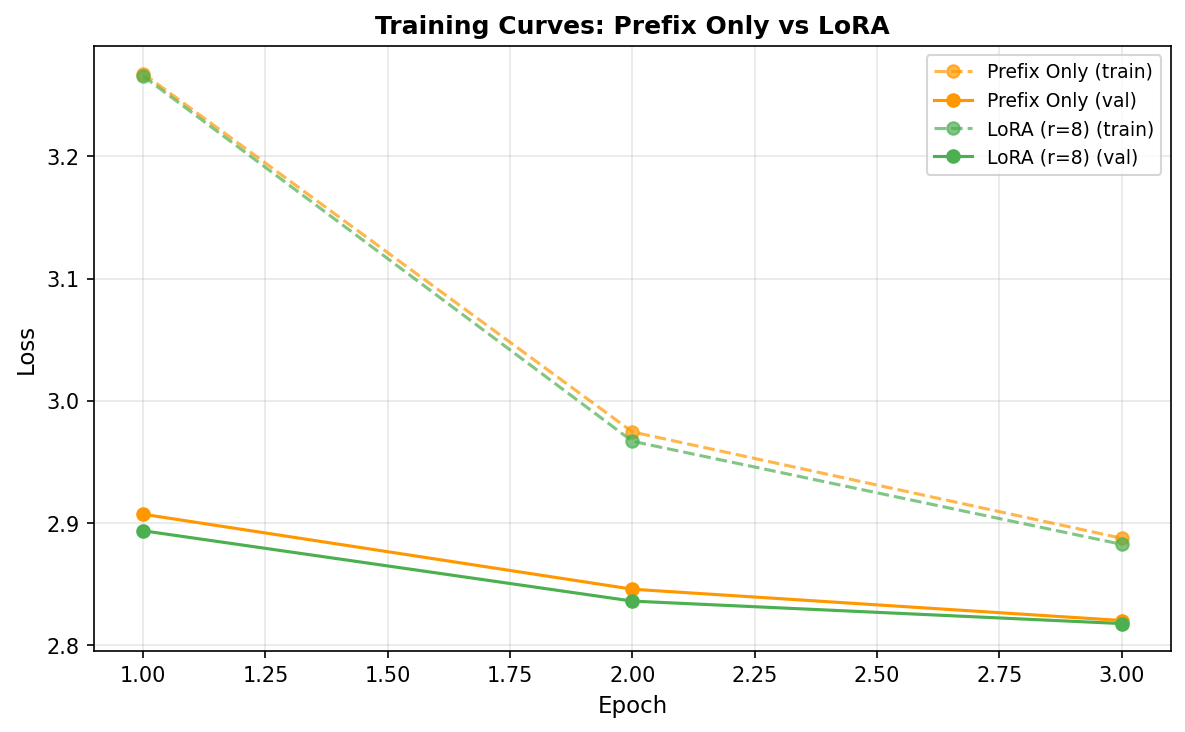 Training Curves: Prefix Only vs LoRA
Prefix Only (train)
Prefix Only (val)
LoRA (r=8) (train)
LoRA (r=8) (val)
Loss
3.2
3.1
3.0
2.9
2.8
1.00 1.25 1.50 1.75 2.00 2.25 2.50 2.75 3.00
Epoch